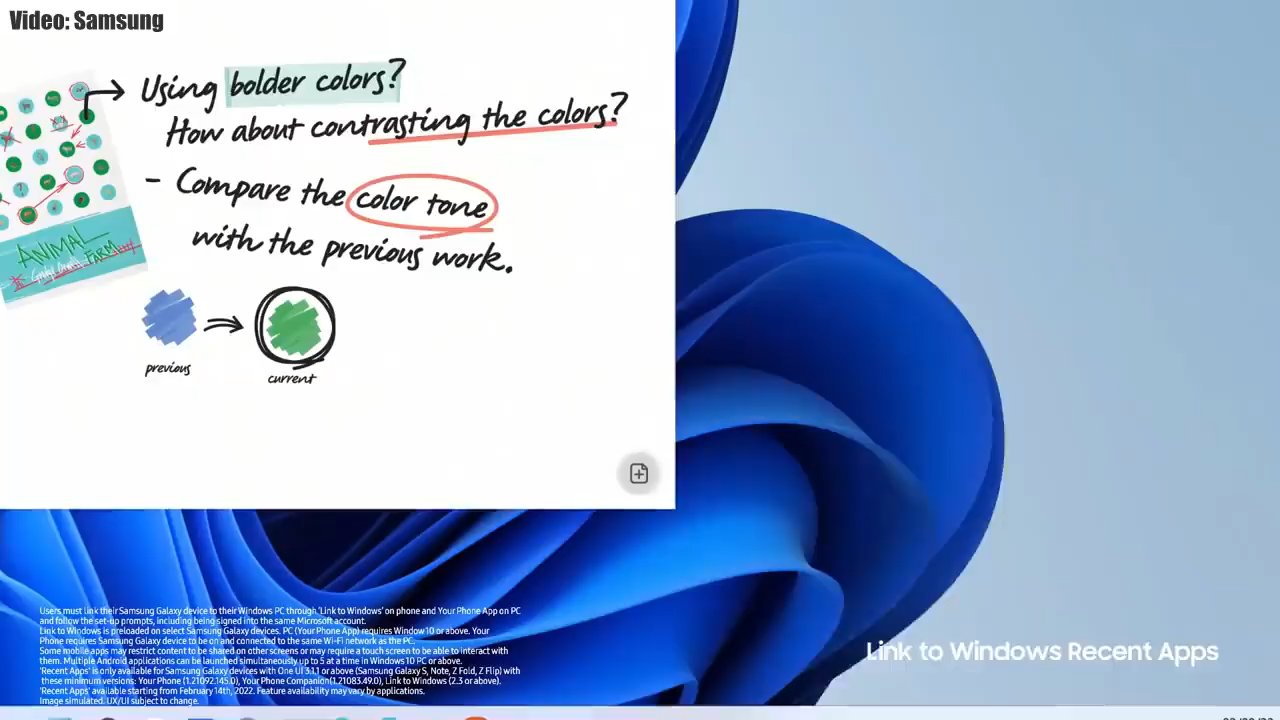 Video: Samsung
Using bolder colors?
How about contrasting the colors?
- Compare the color tone
with the previous work.
ANIMAL
FARM
previous
current
Users must link their Samsung Galaxy device to their Windows PC through 'Link to Windows' on phone and Your Phone App on PC
and follow the set-up prompts, including being signed into the same Microsoft account.
Link to Windows is preloaded on select Samsung Galaxy devices. PC (Your Phone App) requires Window 10 or above. Your
Phone requires Samsung Galaxy device to be on and connected to the same Wi-Fi network as the PC.
Some mobile apps may restrict content to be shared on other screens or may require a touch screen to be able to interact with
them. Multiple Android applications can be launched simultaneously up to 5 at a time in Windows 10 PC or above.
'Recent Apps' is only available for Samsung Galaxy devices with One UI 3.1.1 or above (Samsung Galaxy S, Note, Z Fold, Z Flip) with
these minimum versions: Your Phone (1.21092.145.0), Your Phone Companion (1.21083.49.0), Link to Windows (2.3 or above).
'Recent Apps' available starting from February 14th, 2022. Feature availability may vary by applications.
Image simulated. UX/UI subject to change.
Link to Windows Recent Apps